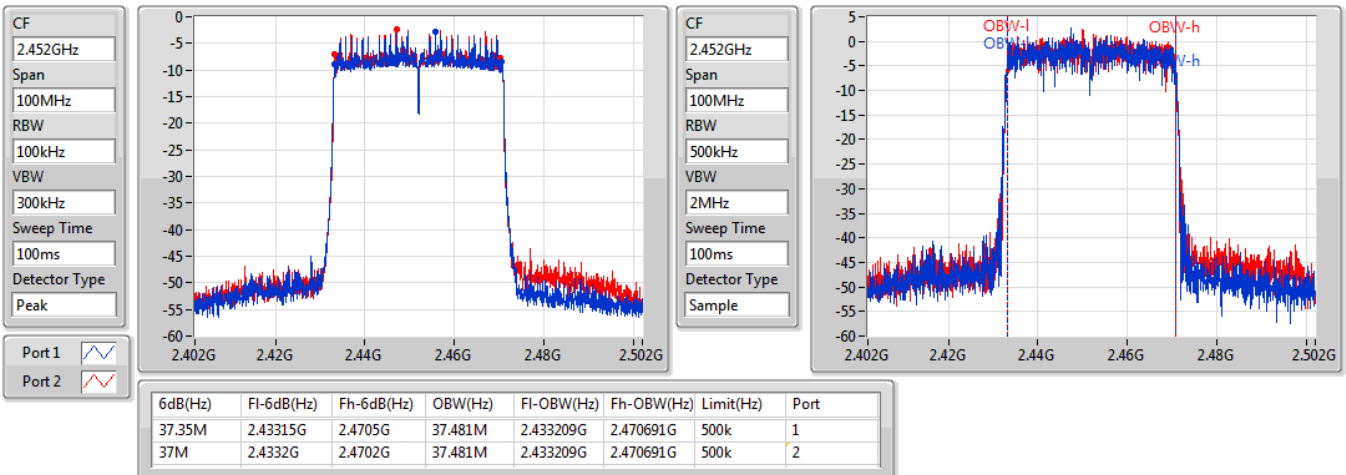 CF
2.452GHz
Span
100MHz
RBW
100kHz
VBW
300kHz
Sweep Time
100ms
Detector Type
Peak
Port 1
Port 2
0
-5
-10
-15
-20
-25
-30
-35
-40
-45
-50
-55
-60
2.402G 2.42G 2.44G 2.46G 2.48G 2.502G
CF
2.452GHz
Span
100MHz
RBW
500kHz
VBW
2MHz
Sweep Time
100ms
Detector Type
Sample
5
0
-5
-10
-15
-20
-25
-30
-35
-40
-45
-50
-55
-60
OBW-l OBW-h
2.402G 2.42G 2.44G 2.46G 2.48G 2.502G
6dB(Hz) Fl-6dB(Hz) Fh-6dB(Hz) OBW(Hz) Fl-OBW(Hz) Fh-OBW(Hz) Limit(Hz) Port
37.35M 2.43315G 2.4705G 37.481M 2.433209G 2.470691G 500k 1
37M 2.4332G 2.4702G 37.481M 2.433209G 2.470691G 500k 2